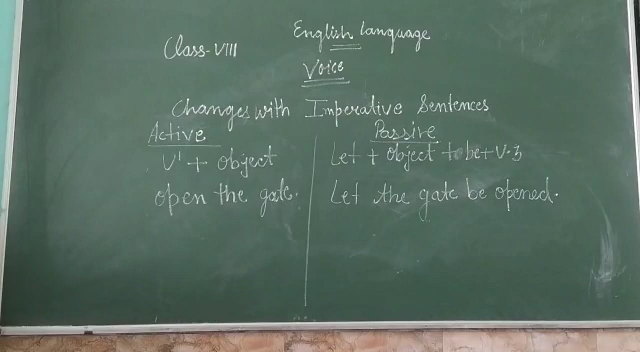 Class-VIII
English Language
Voice
Changes with Imperative Sentences
Active
V¹ + object
open the gate.
Passive
Let + object + be + V.3
Let the gate be opened.